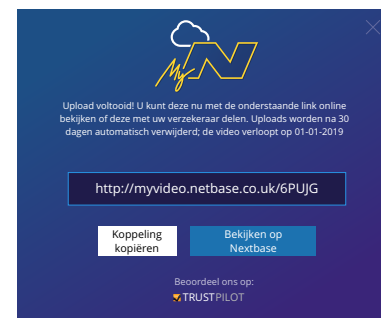 My N
Upload voltooid! U kunt deze nu met de onderstaande link online
bekijken of deze met uw verzekeraar delen. Uploads worden na 30
dagen automatisch verwijderd; de video verloopt op 01-01-2019
http://myvideo.netbase.co.uk/6PUJG
Koppeling
kopiëren
Bekijken op
Nextbase
Beoordeel ons op:
TRUSTPILOT